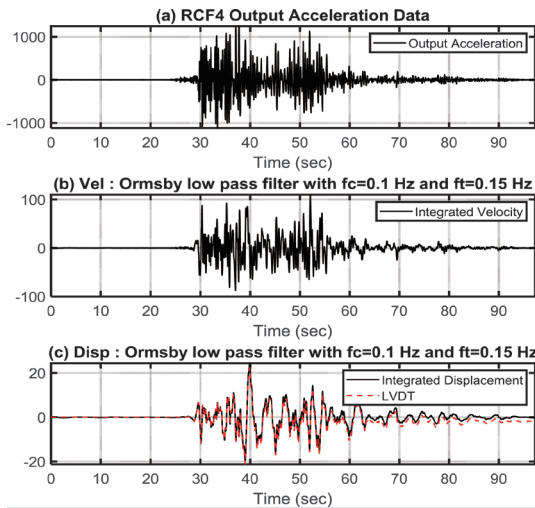 (a) RCF4 Output Acceleration Data
1000
Output Acceleration
0
-1000
0 10 20 30 40 50 60 70 80 90
Time (sec)
(b) Vel : Ormsby low pass filter with fc=0.1 Hz and ft=0.15 Hz
100
Integrated Velocity
0
-100
0 10 20 30 40 50 60 70 80 90
Time (sec)
(c) Disp : Ormsby low pass filter with fc=0.1 Hz and ft=0.15 Hz
20
Integrated Displacement
LVDT
0
-20
0 10 20 30 40 50 60 70 80 90
Time (sec)